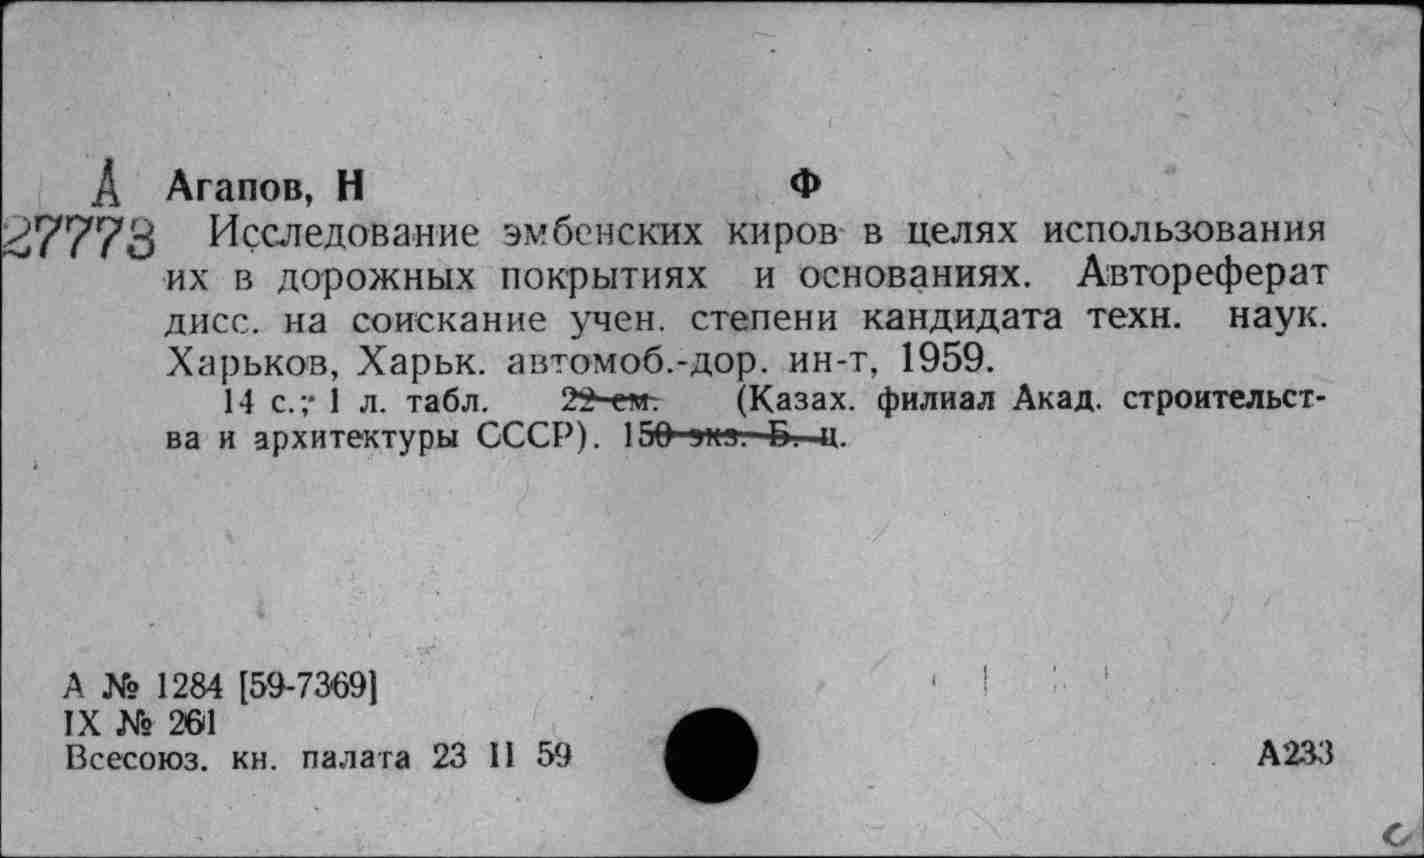 А Агапов, Н Ф
27773 Исследование эмбенских киров в целях использования
их в дорожных покрытиях и основаниях. Автореферат
дисс. на соискание учен. степени кандидата техн. наук.
Харьков, Харьк. автомоб.-дор. ин-т, 1959.
14 с.; 1 л. табл. 22 см. (Казах. филиал Акад. строительст-
ва и архитектуры СССР). 150 экз. Б. ц.
А № 1284 [59-7369]
IX № 261
Всесоюз. кн. палата 23 II 59
А233
с